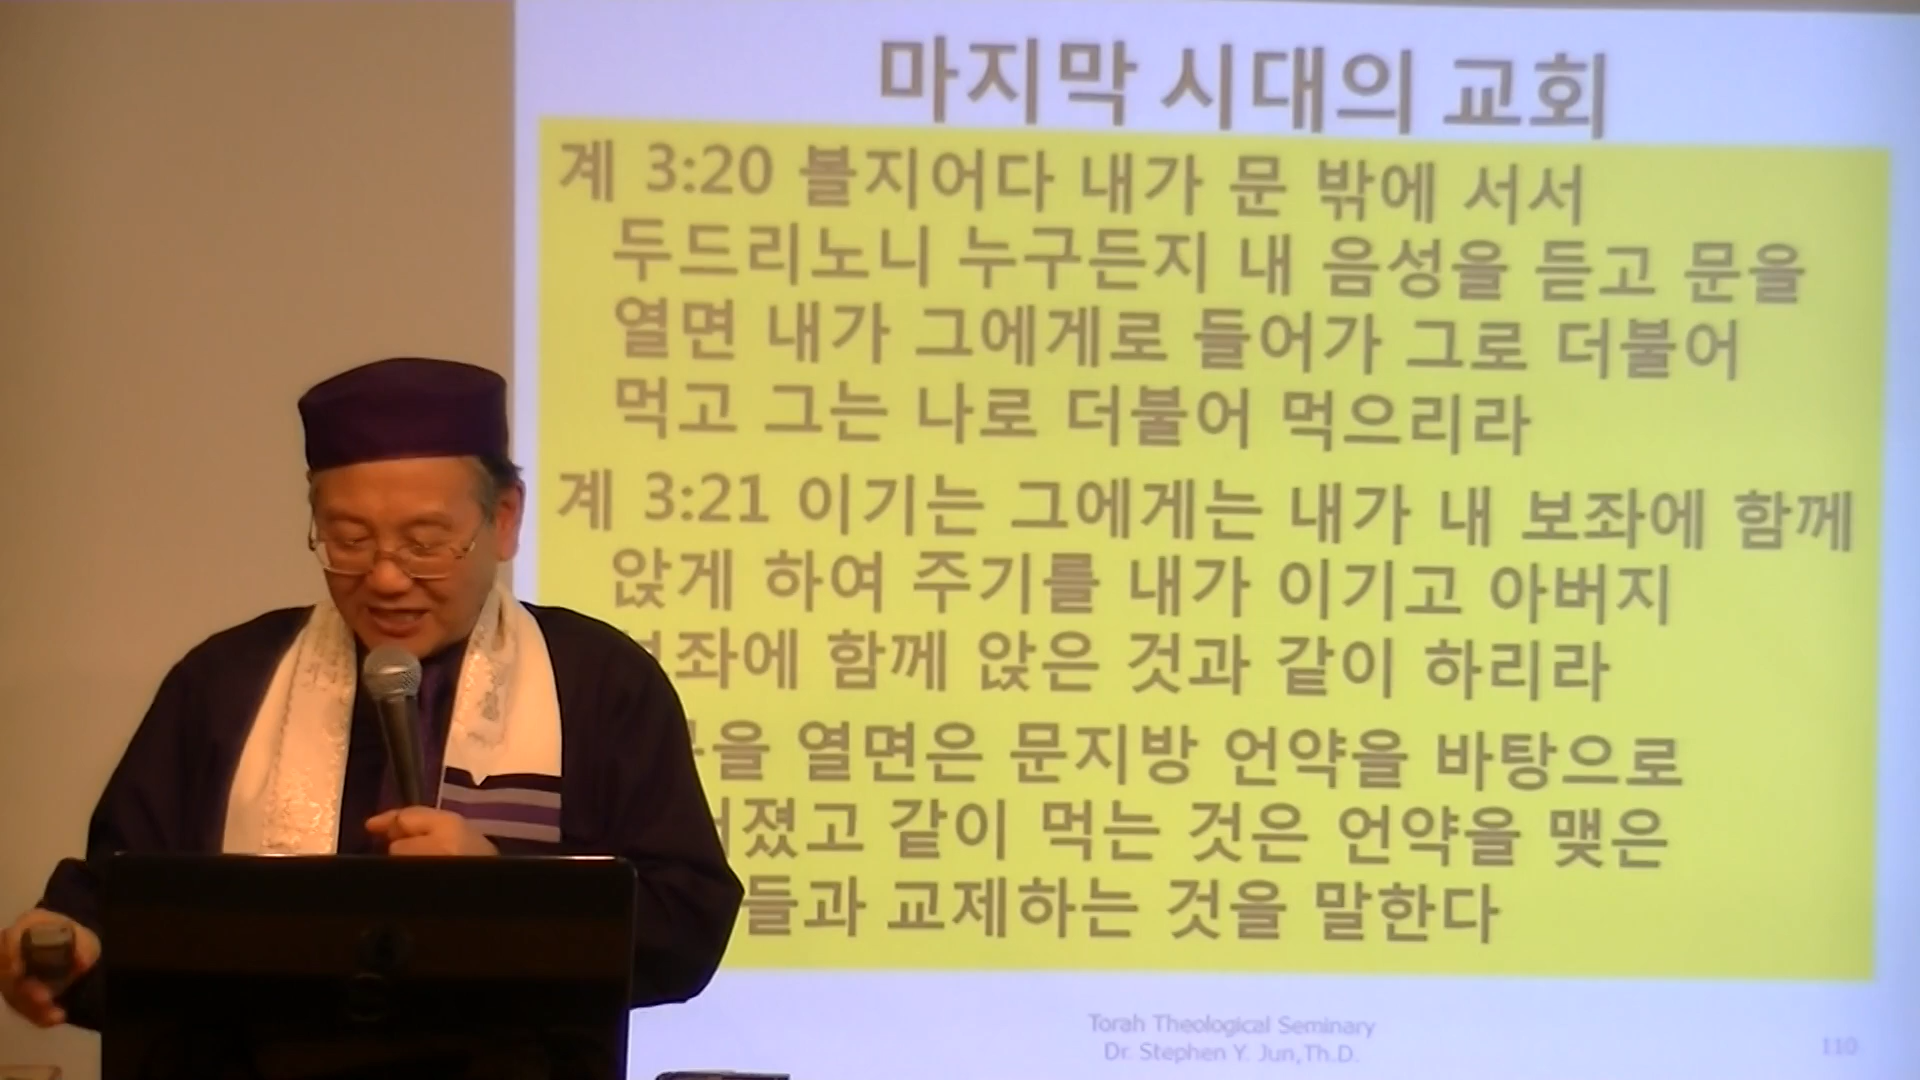 마지막 시대의 교회
계 3:20 볼지어다 내가 문 밖에 서서
두드리노니 누구든지 내 음성을 듣고 문을
열면 내가 그에게로 들어가 그로 더불어
먹고 그는 나로 더불어 먹으리라
계 3:21 이기는 그에게는 내가 내 보좌에 함께
앉게 하여 주기를 내가 이기고 아버지
함께 앉은 것과 같이 하리라
열면은 문지방 언약을 바탕으로
같이 먹는 것은 언약을 맺은
교제하는 것을 말한다
Torah Theological Seminary
Dr. Stephen Y. Jun,Th.D.
110